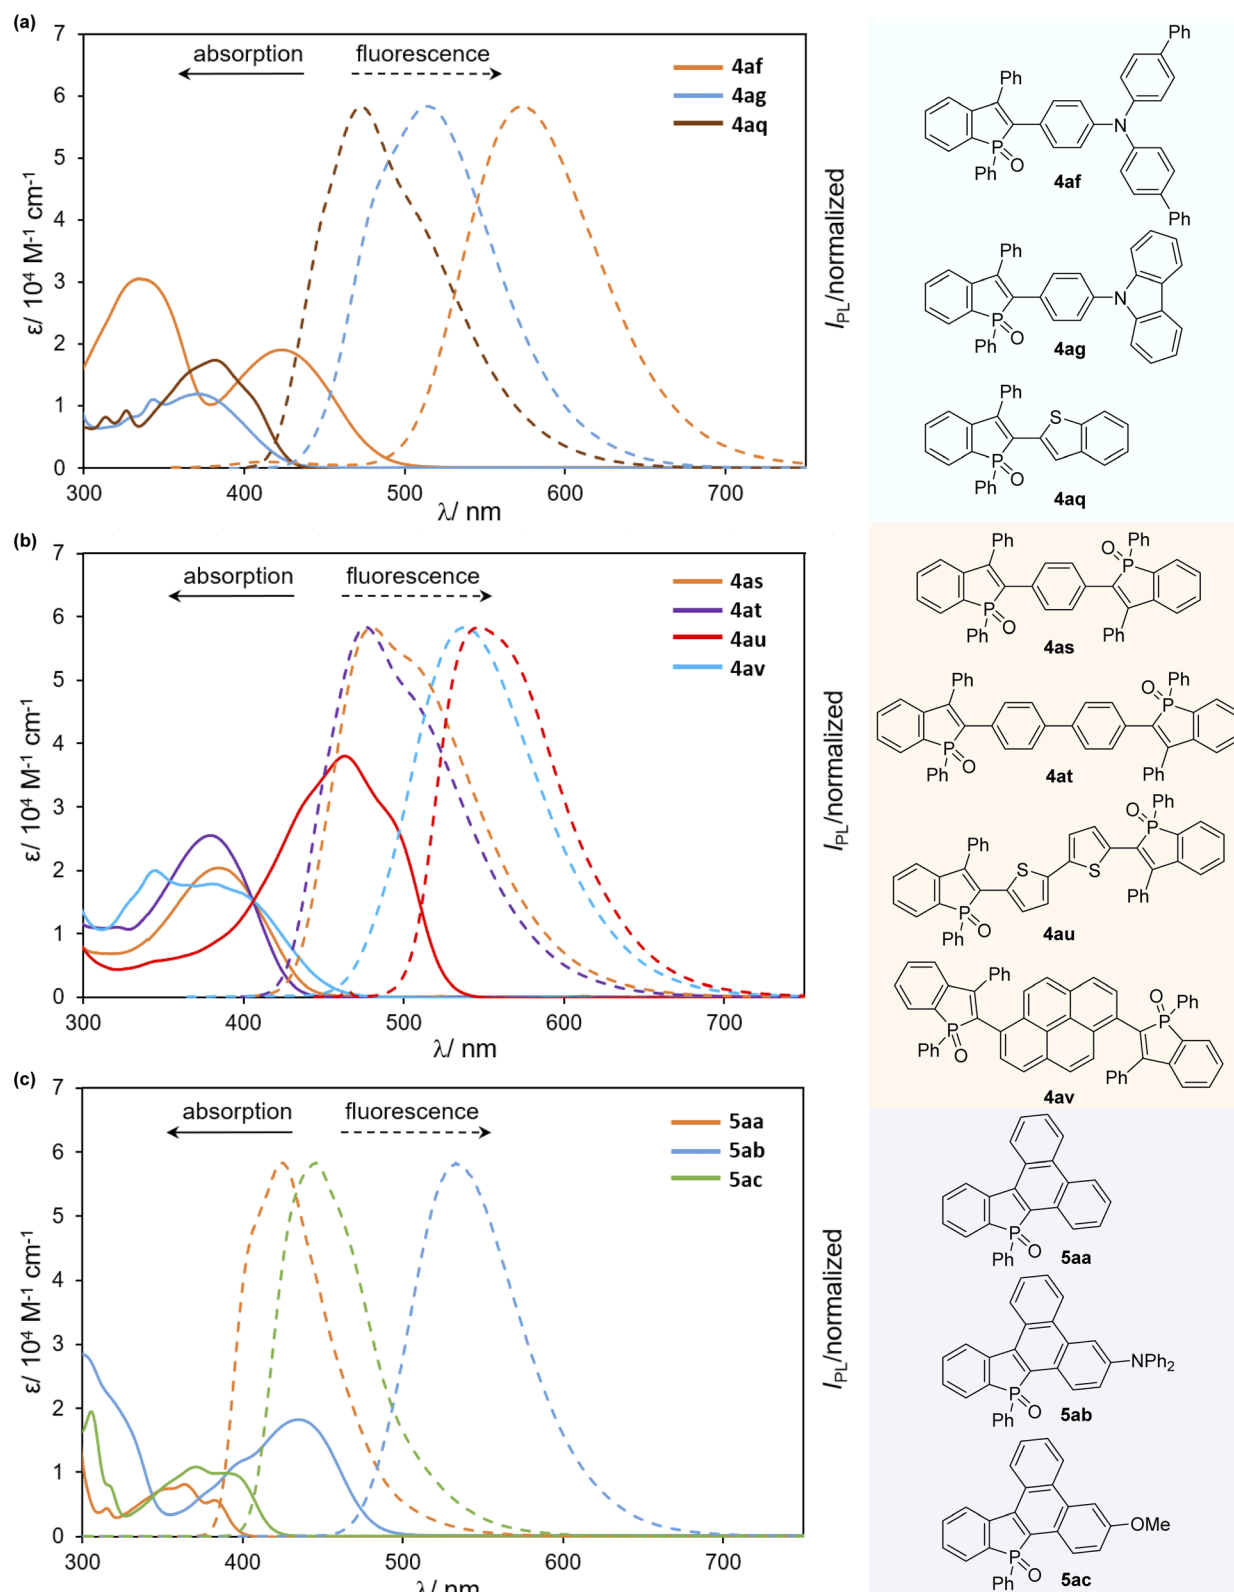 (a)
7
6
5
4
3
2
1
0
300
400
500
600
700
λ/ nm
ε/ 10⁴ M⁻¹ cm⁻¹
I_PL/normalized
absorption
fluorescence
4af
4ag
4aq
Ph
Ph
Ph
P
O
N
Ph
4af
Ph
Ph
P
O
N
4ag
Ph
Ph
P
O
S
4aq
(b)
7
6
5
4
3
2
1
0
300
400
500
600
700
λ/ nm
ε/ 10⁴ M⁻¹ cm⁻¹
I_PL/normalized
absorption
fluorescence
4as
4at
4au
4av
Ph
O
P
Ph
P
O
Ph
Ph
4as
Ph
O
P
Ph
P
O
Ph
Ph
4at
O
P
Ph
Ph
S
S
P
O
Ph
Ph
4au
Ph
O
P
Ph
P
O
Ph
Ph
4av
(c)
7
6
5
4
3
2
1
0
300
400
500
600
700
λ/ nm
ε/ 10⁴ M⁻¹ cm⁻¹
I_PL/normalized
absorption
fluorescence
5aa
5ab
5ac
P
O
Ph
5aa
NPh₂
P
O
Ph
5ab
OMe
P
O
Ph
5ac